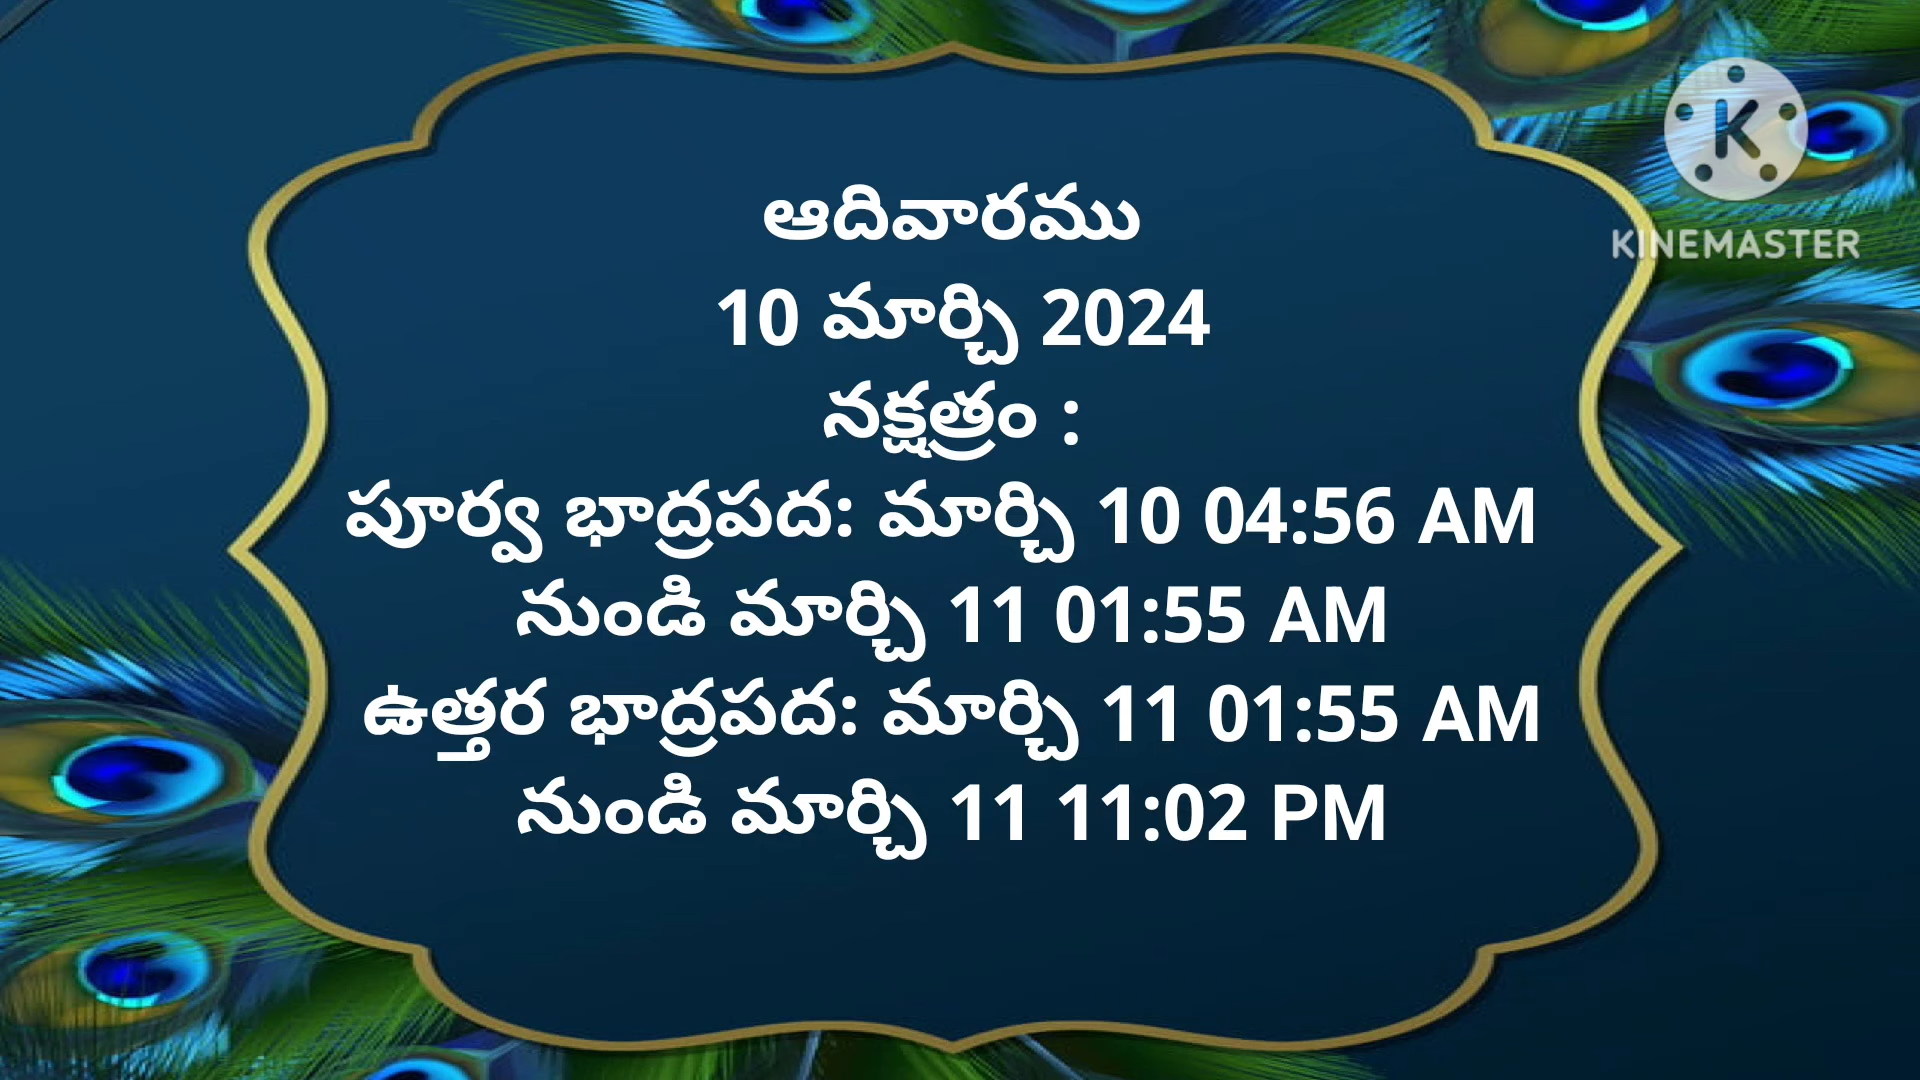 ఆదివారము
10 మార్చి 2024
నక్షత్రం :
పూర్వ భాద్రపద: మార్చి 10 04:56 AM
నుండి మార్చి 11 01:55 AM
ఉత్తర భాద్రపద: మార్చి 11 01:55 AM
నుండి మార్చి 11 11:02 PM
K
KINEMASTER